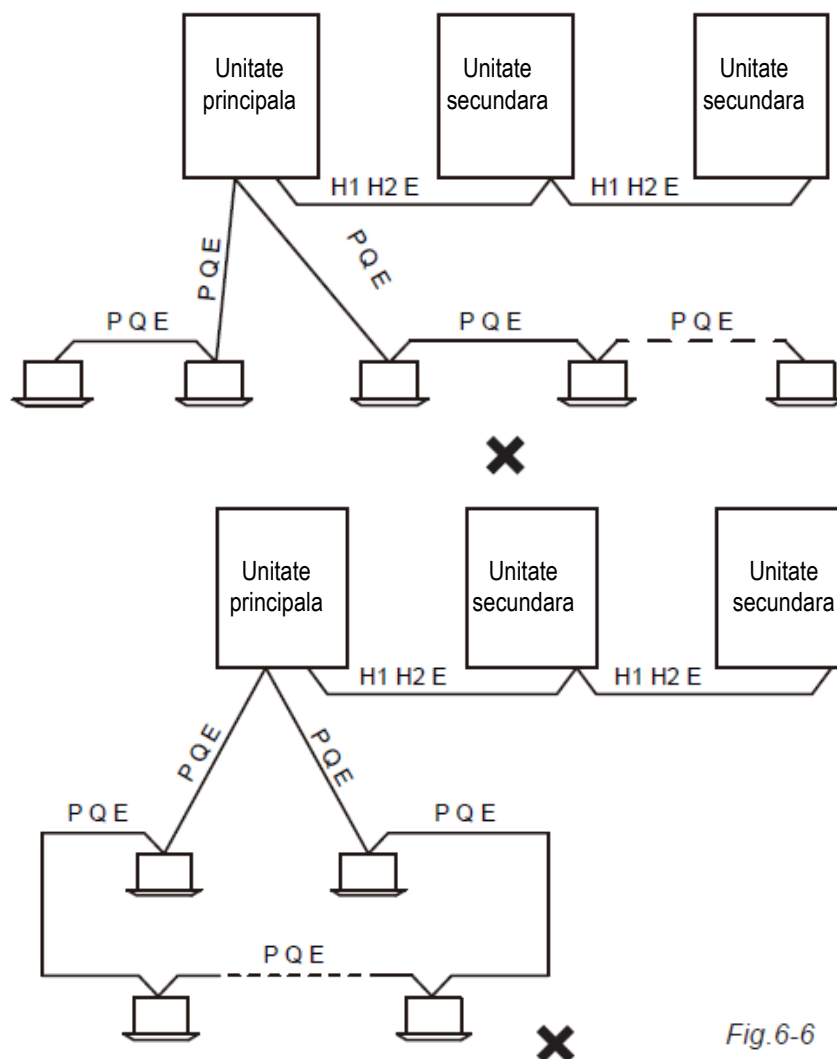 Unitate
principala
Unitate
secundara
Unitate
secundara
H1 H2 E
H1 H2 E
P Q E
P Q E
P Q E
P Q E
P Q E
Unitate
principala
Unitate
secundara
Unitate
secundara
H1 H2 E
H1 H2 E
P Q E
P Q E
P Q E
P Q E
P Q E
Fig.6-6